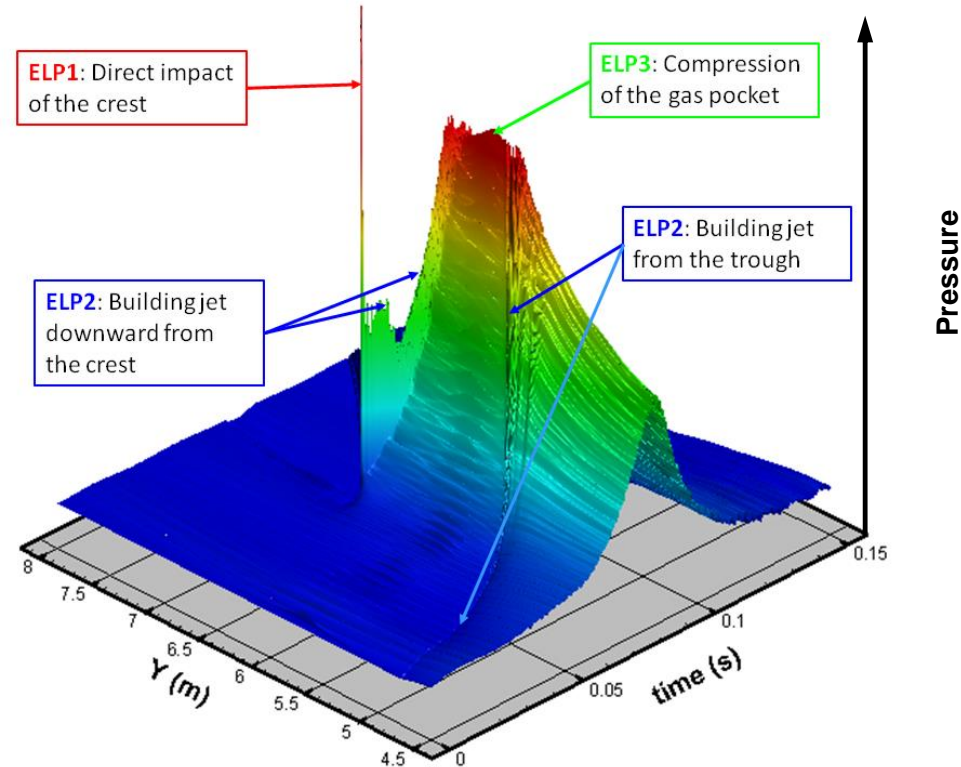 ELP1: Direct impact
of the crest
ELP3: Compression
of the gas pocket
ELP2: Building jet
from the trough
ELP2: Building jet
downward from
the crest
Pressure
8
7.5
7
6.5
6
5.5
5
4.5
Y (m)
0
0.05
0.1
0.15
time (s)